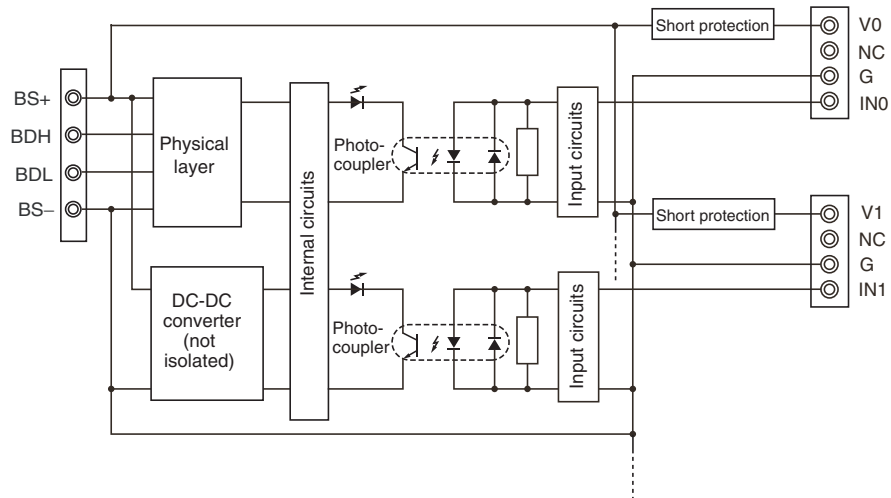 Short protection
V0
NC
G
IN0
BS+
BDH
BDL
BS–
Physical
layer
Internal circuits
Photo-
coupler
Input circuits
Short protection
V1
NC
G
IN1
DC-DC
converter
(not
isolated)
Photo-
coupler
Input circuits